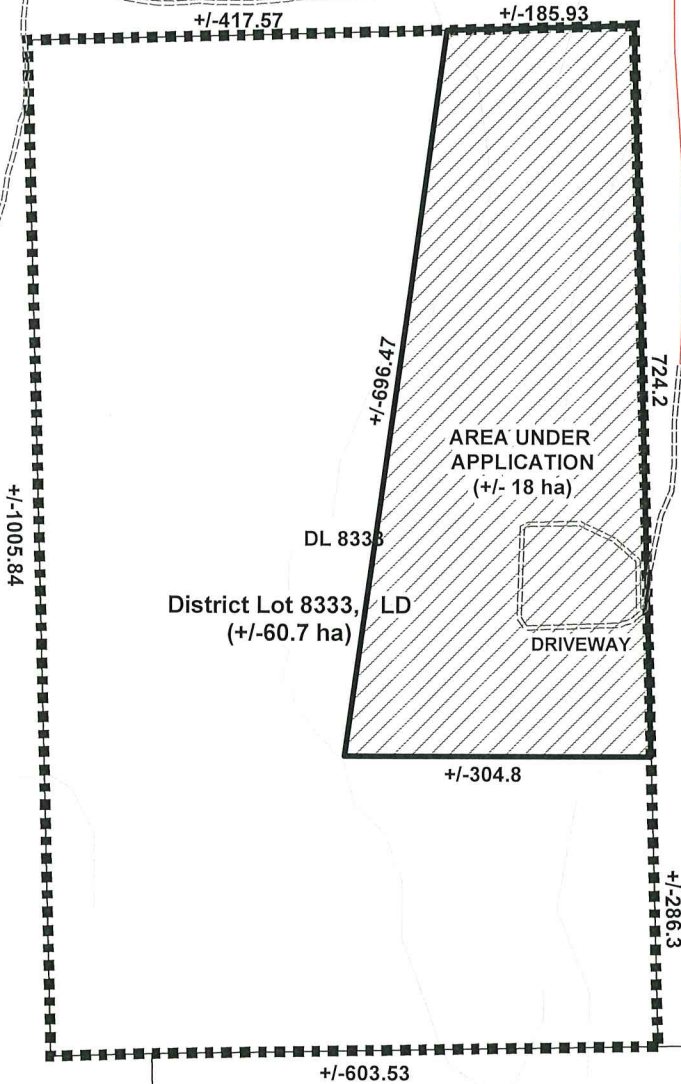 +/-417.57
+/-185.93
+/-696.47
724.2
AREA UNDER
APPLICATION
(+/- 18 ha)
+/-1005.84
DL 8333
District Lot 8333, LD
(+/-60.7 ha)
DRIVEWAY
+/-304.8
+/-286.3
+/-603.53